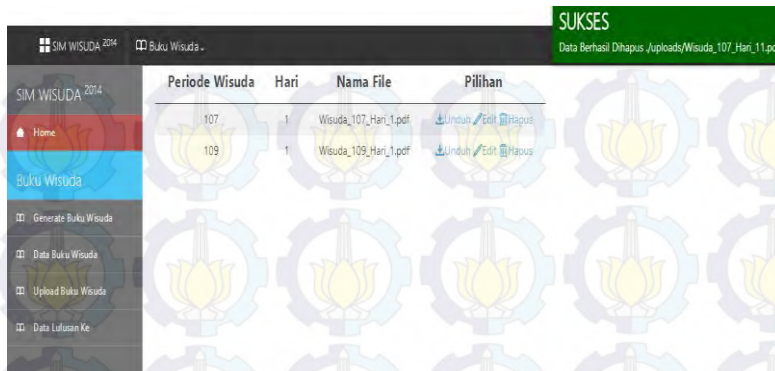 SUKSES
SIM WISUDA 2014 Buku Wisuda
Data Berhasil Dihapus ./uploads/Wisuda_107_Hari_11.pd
SIM WISUDA 2014
Periode Wisuda Hari Nama File Pilihan
107 1 Wisuda_107_Hari_1.pdf Unduh Edit Hapus
Home
109 1 Wisuda_109_Hari_1.pdf Unduh Edit Hapus
Buku Wisuda
Generate Buku Wisuda
Data Buku Wisuda
Upload Buku Wisuda
Data Lulusan Ke